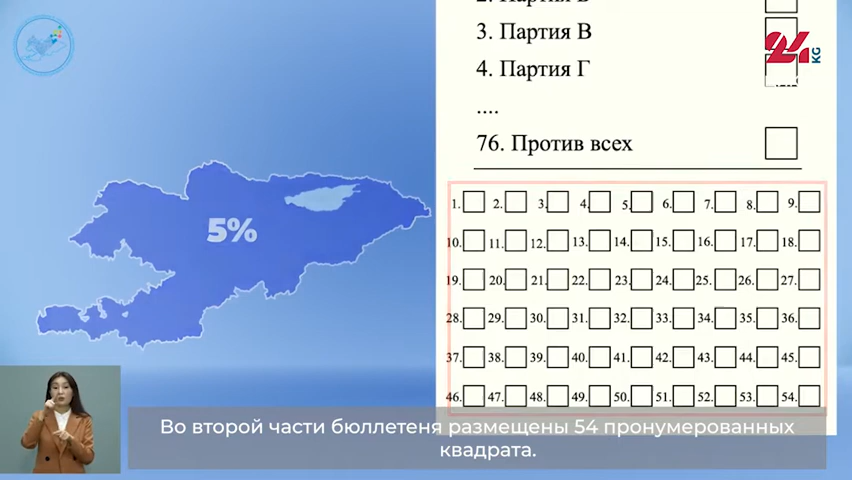 3. Партия В
24
KG
4. Партия Г
....
76. Против всех
5%
1. 2. 3. 4. 5. 6. 7. 8. 9.
10. 11. 12. 13. 14. 15. 16. 17. 18.
19. 20. 21. 22. 23. 24. 25. 26. 27.
28. 29. 30. 31. 32. 33. 34. 35. 36.
37. 38. 39. 40. 41. 42. 43. 44. 45.
46. 47. 48. 49. 50. 51. 52. 53. 54.
Во второй части бюллетеня размещены 54 пронумерованных
квадрата.